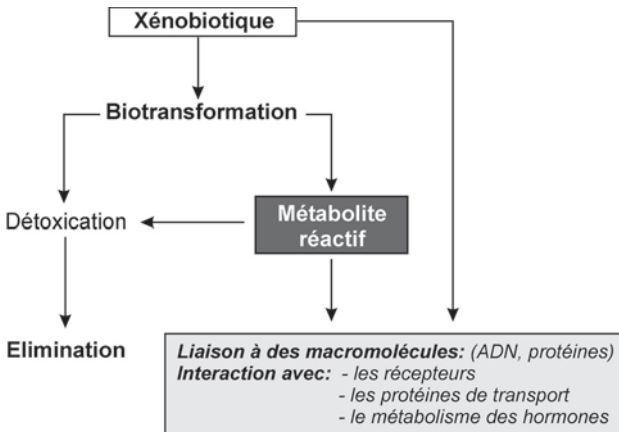 Xénobiotique
Biotransformation
Détoxication
Métabolite
réactif
Elimination
Liaison à des macromolécules: (ADN, protéines)
Interaction avec: - les récepteurs
- les protéines de transport
- le métabolisme des hormones